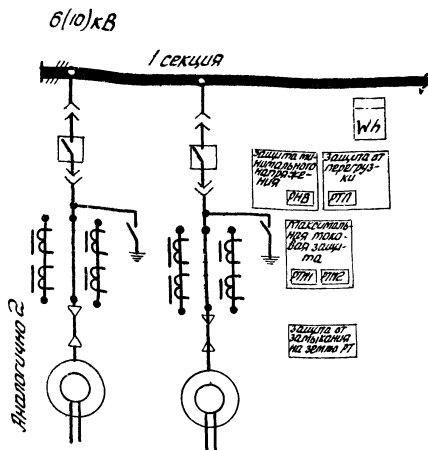 6(10)кВ
1 секция
Wh
Защита ми-
нимального
напряже-
ния
РНВ
Защита от
перегруз-
ки
РТП
Максималь-
ная токо-
вая защи-
та
РТМ1 РТМ2
Защита от
замыкания
на землю РТ
Аналогично 2